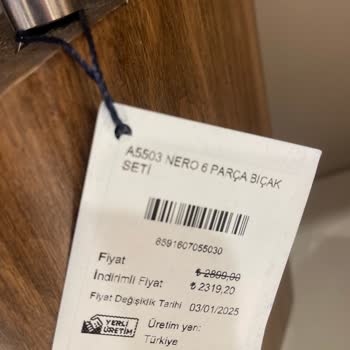 A5503 NERO 6 PARÇA BIÇAK
SETİ
8591607055030
Fiyat ₺ 2899,00
İndirimli Fiyat ₺ 2319,20
Fiyat Değişiklik Tarihi 03/01/2025
YERLİ
ÜRETİM
Üretim yeri:
Türkiye